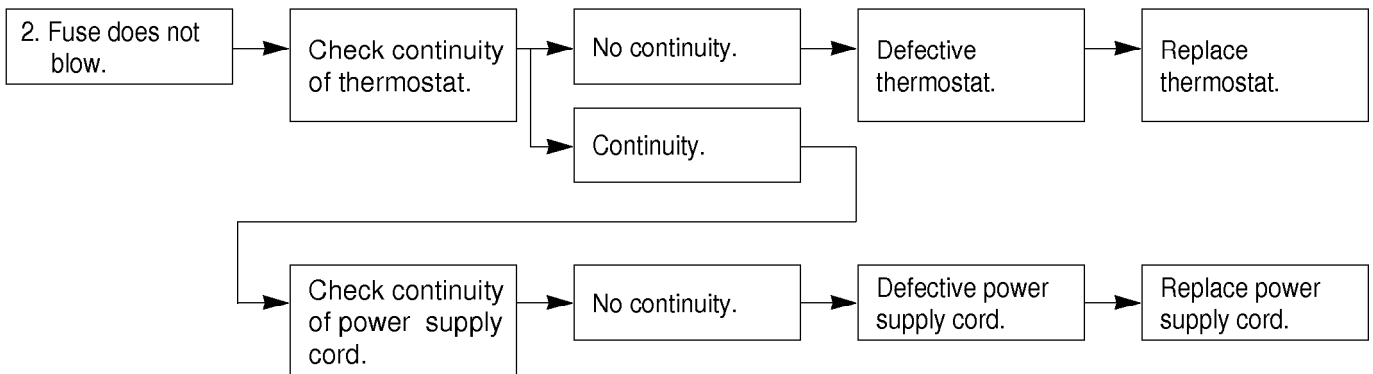 2. Fuse does not
blow.
Check continuity
of thermostat.
No continuity.
Defective
thermostat.
Replace
thermostat.
Continuity.
Check continuity
of power supply
cord.
No continuity.
Defective power
supply cord.
Replace power
supply cord.